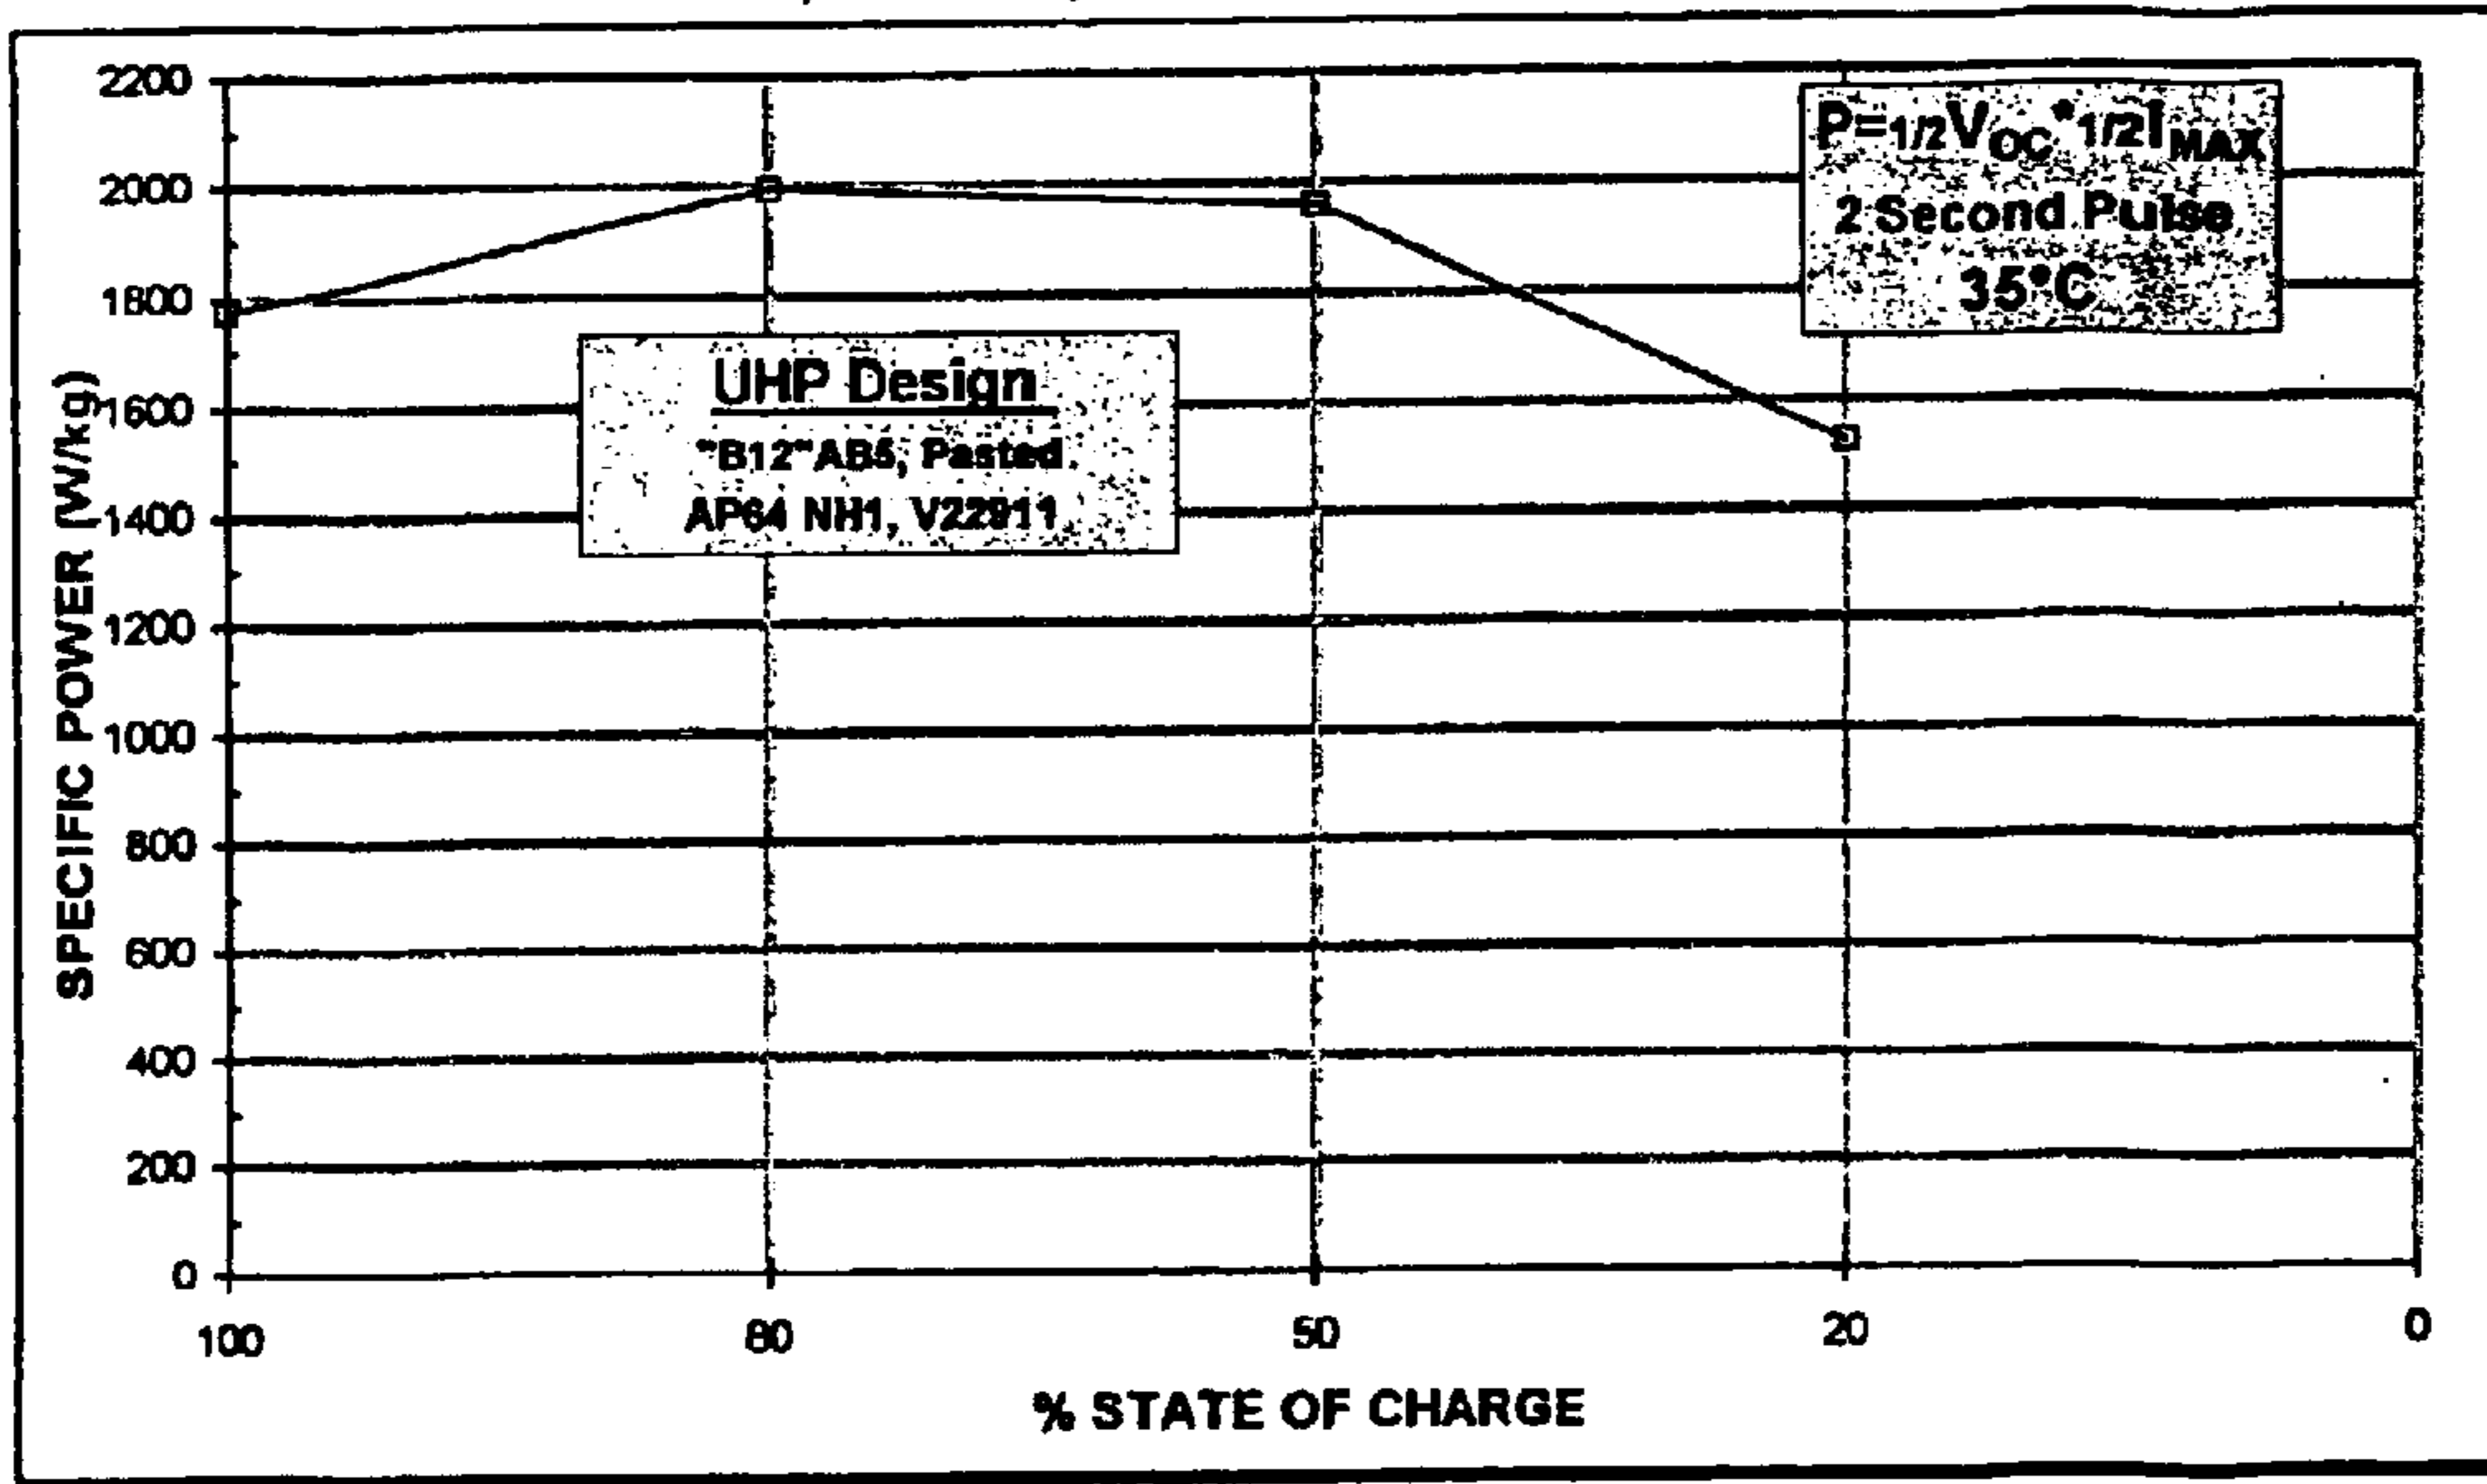 2200
2000
1800
1600
1400
1200
1000
800
600
400
200
0
SPECIFIC POWER (W/kg)
P=1/2VOC*1/2IMAX
2 Second Pulse
35°C
UHP Design
"B12"AB5, Pasted
AP64 NH1, V22911
100 80 50 20 0
% STATE OF CHARGE